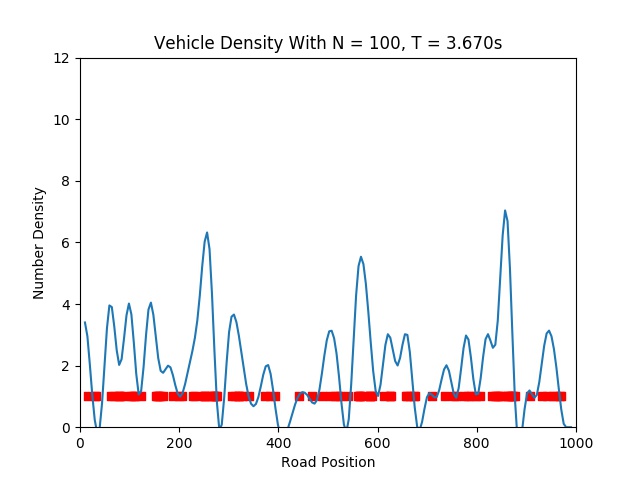 Vehicle Density With N = 100, T = 3.670s
12
10
8
6
4
2
0
Number Density
0 200 400 600 800 1000
Road Position